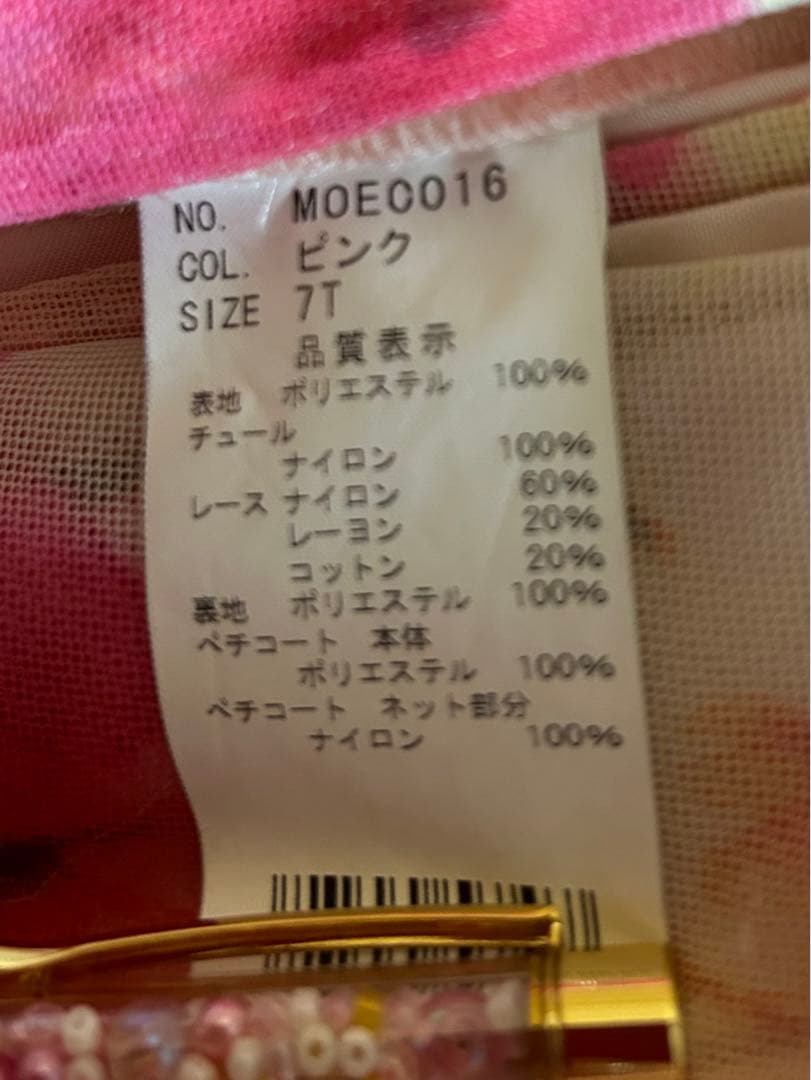 NO. MOEC016
COL. ピンク
SIZE 7T
品質表示
表地 ポリエステル 100%
チュール
ナイロン 100%
レース ナイロン 60%
レーヨン 20%
コットン 20%
裏地 ポリエステル 100%
ペチコート 本体
ポリエステル 100%
ペチコート ネット部分
ナイロン 100%